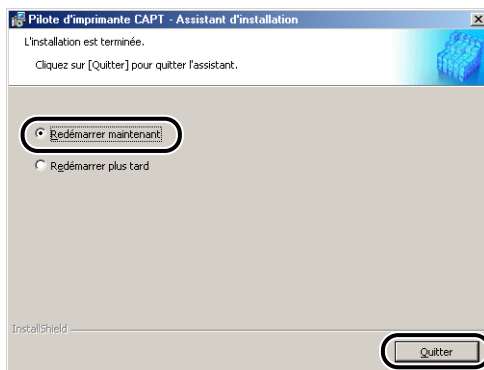 Pilote d'imprimante CAPT - Assistant d'installation
L'installation est terminée.
Cliquez sur [Quitter] pour quitter l'assistant.
Redémarrer maintenant
Redémarrer plus tard
InstallShield
Quitter